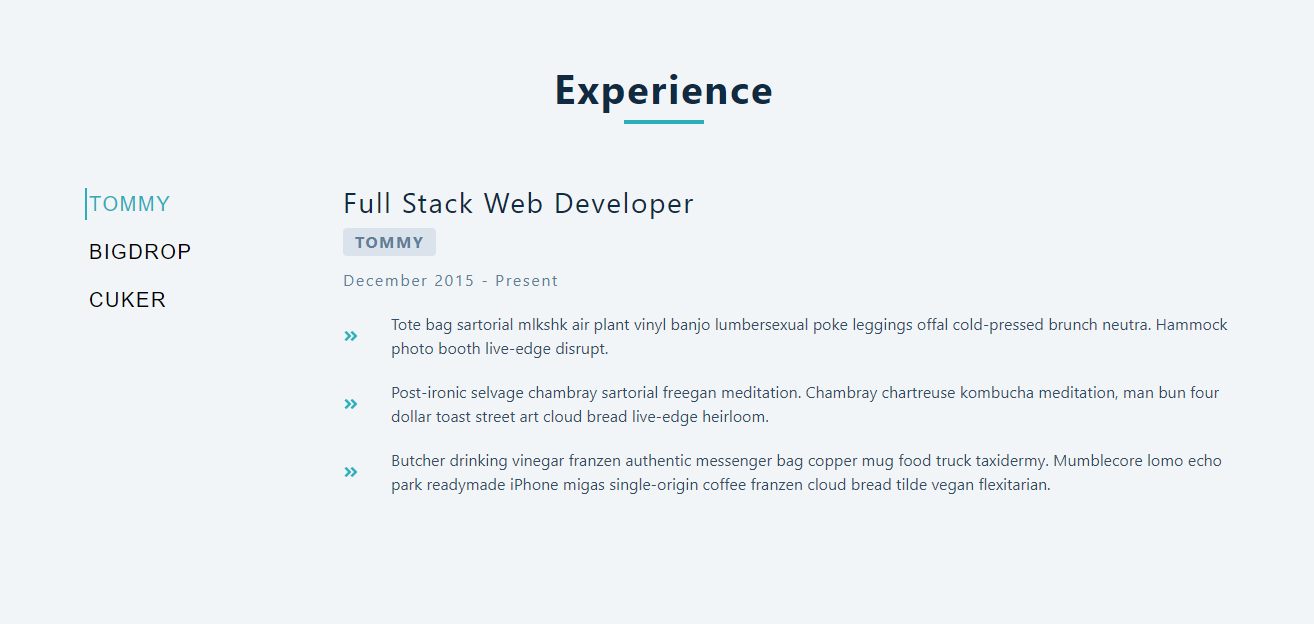 Experience
TOMMY
BIGDROP
CUKER
Full Stack Web Developer
TOMMY
December 2015 - Present
Tote bag sartorial mlkshk air plant vinyl banjo lumbersexual poke leggings offal cold-pressed brunch neutra. Hammock
photo booth live-edge disrupt.
Post-ironic selvage chambray sartorial freegan meditation. Chambray chartreuse kombucha meditation, man bun four
dollar toast street art cloud bread live-edge heirloom.
Butcher drinking vinegar franzen authentic messenger bag copper mug food truck taxidermy. Mumblecore lomo echo
park readymade iPhone migas single-origin coffee franzen cloud bread tilde vegan flexitarian.